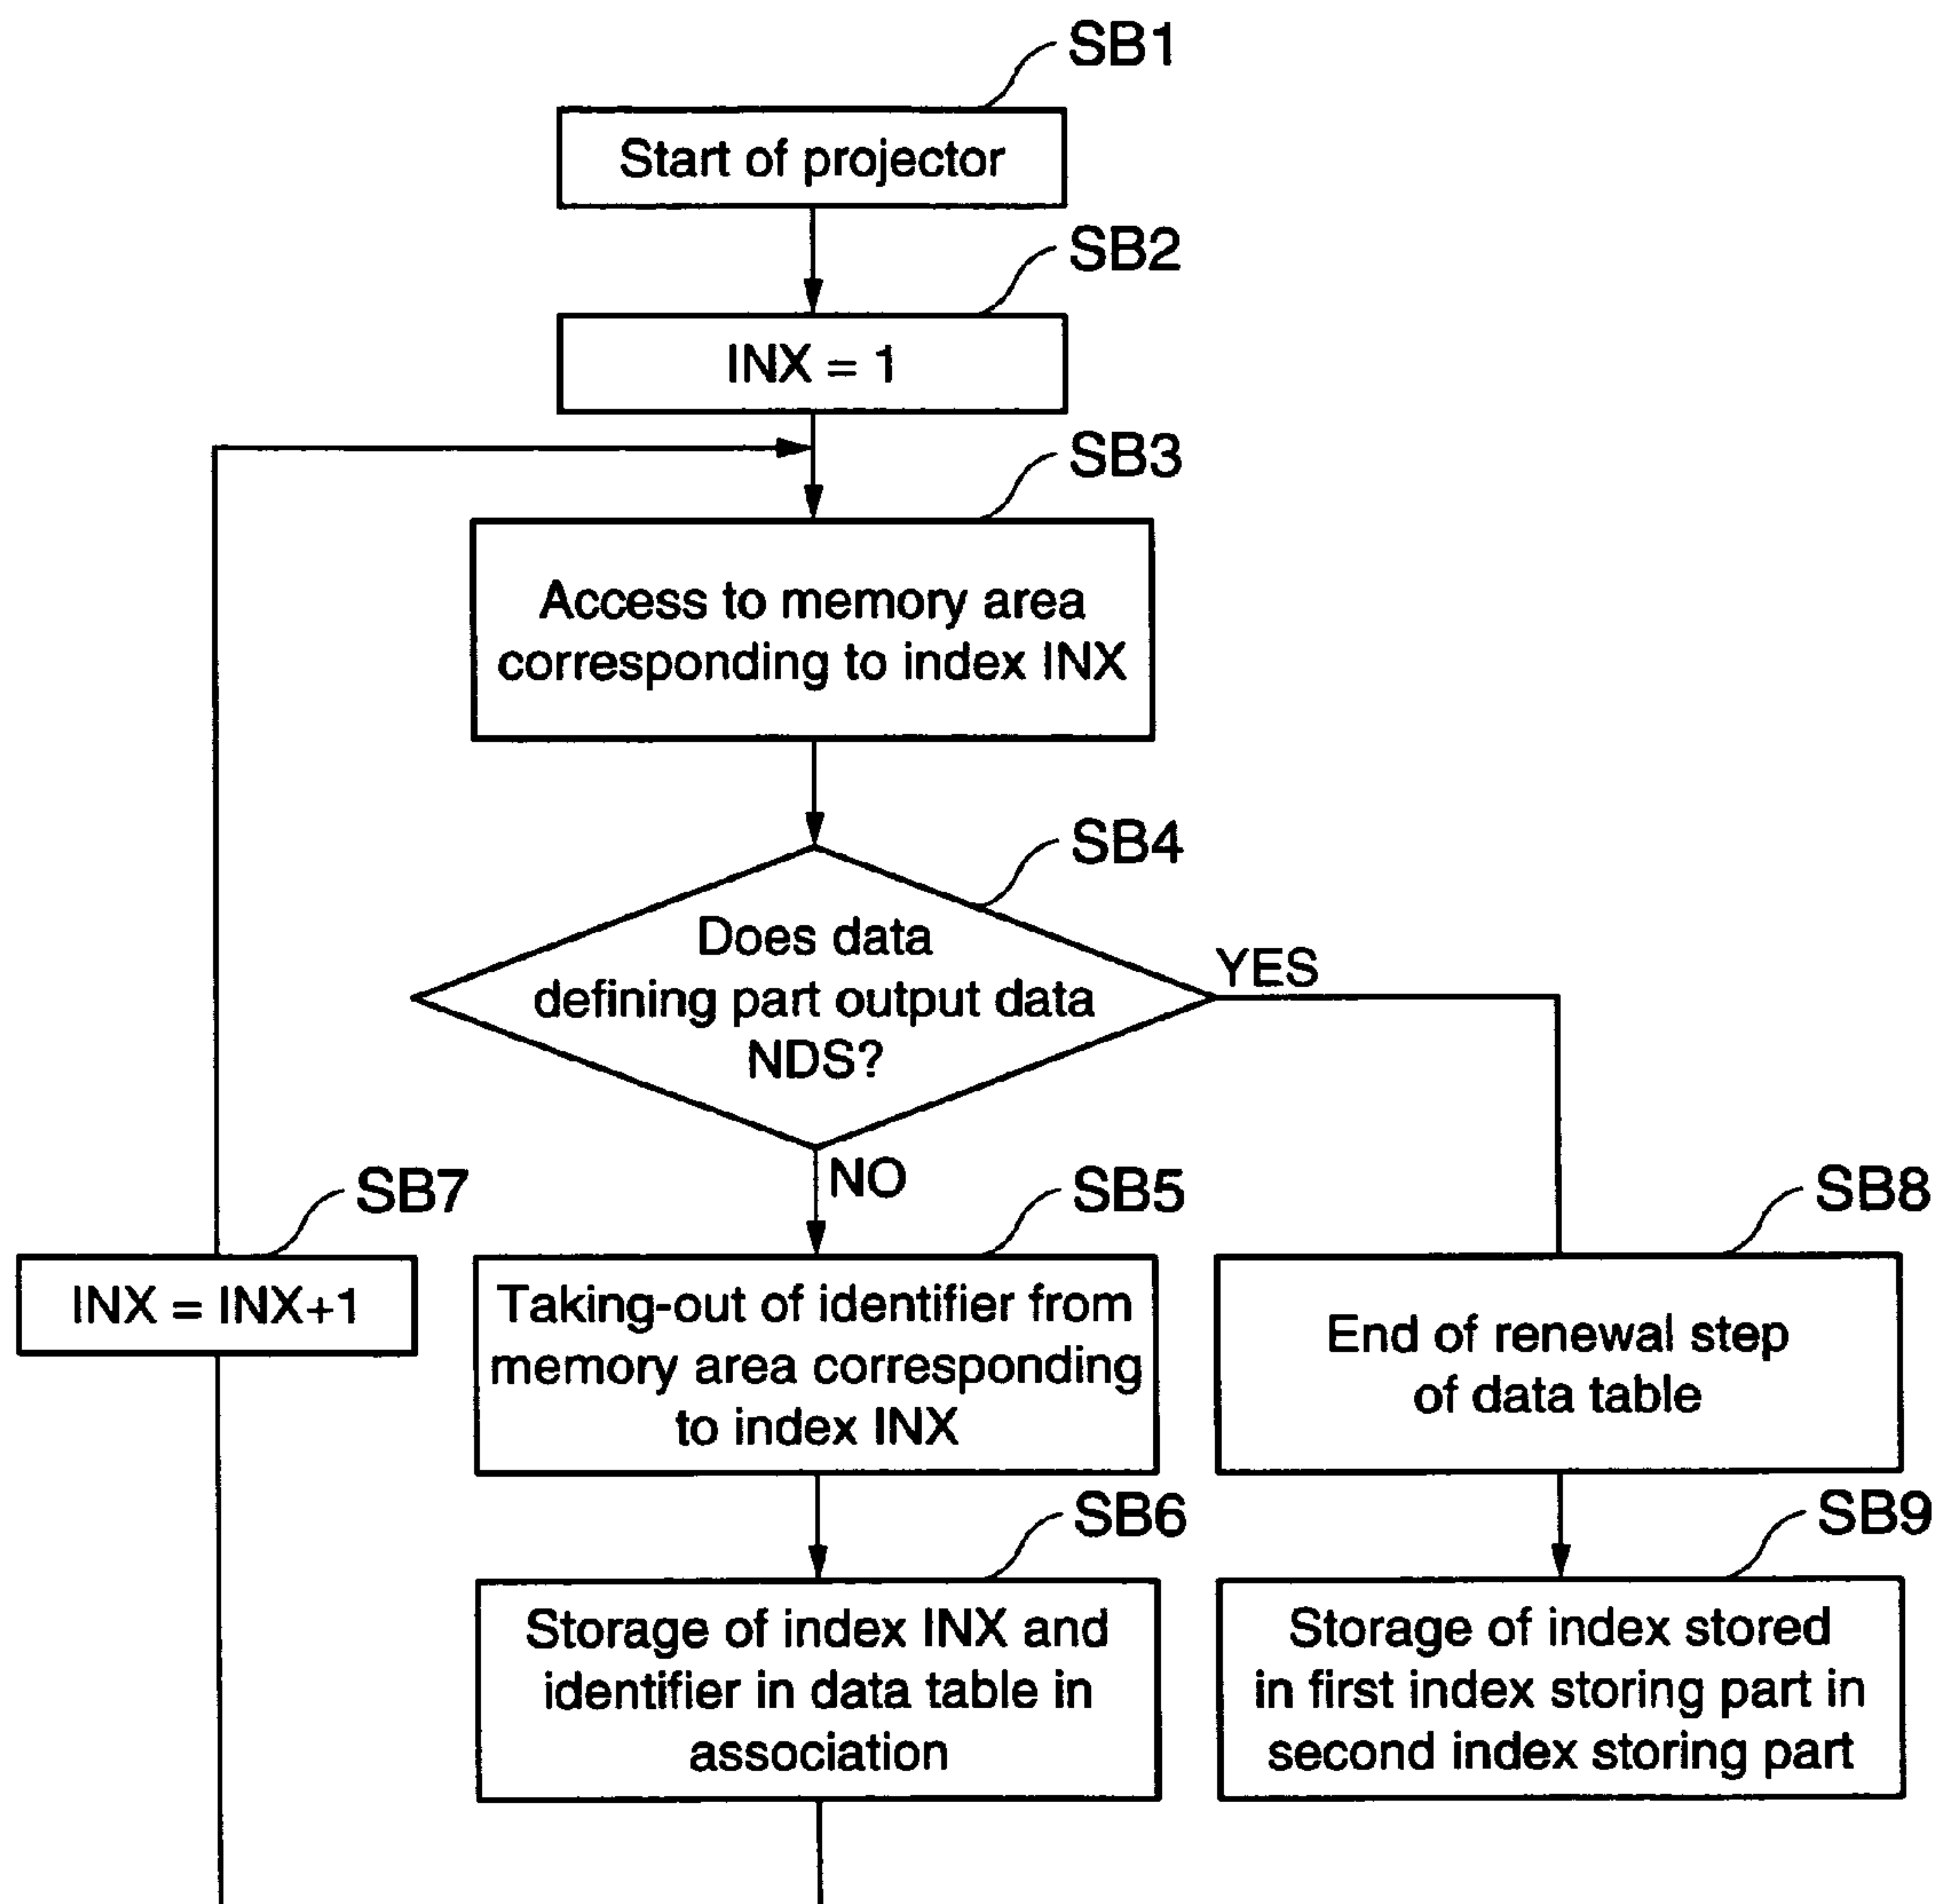 SB1
Start of projector
SB2
INX = 1
SB3
Access to memory area
corresponding to index INX
SB4
Does data
defining part output data
NDS?
YES
NO
SB7
INX = INX+1
SB5
Taking-out of identifier from
memory area corresponding
to index INX
SB8
End of renewal step
of data table
SB6
Storage of index INX and
identifier in data table in
association
SB9
Storage of index stored
in first index storing part in
second index storing part